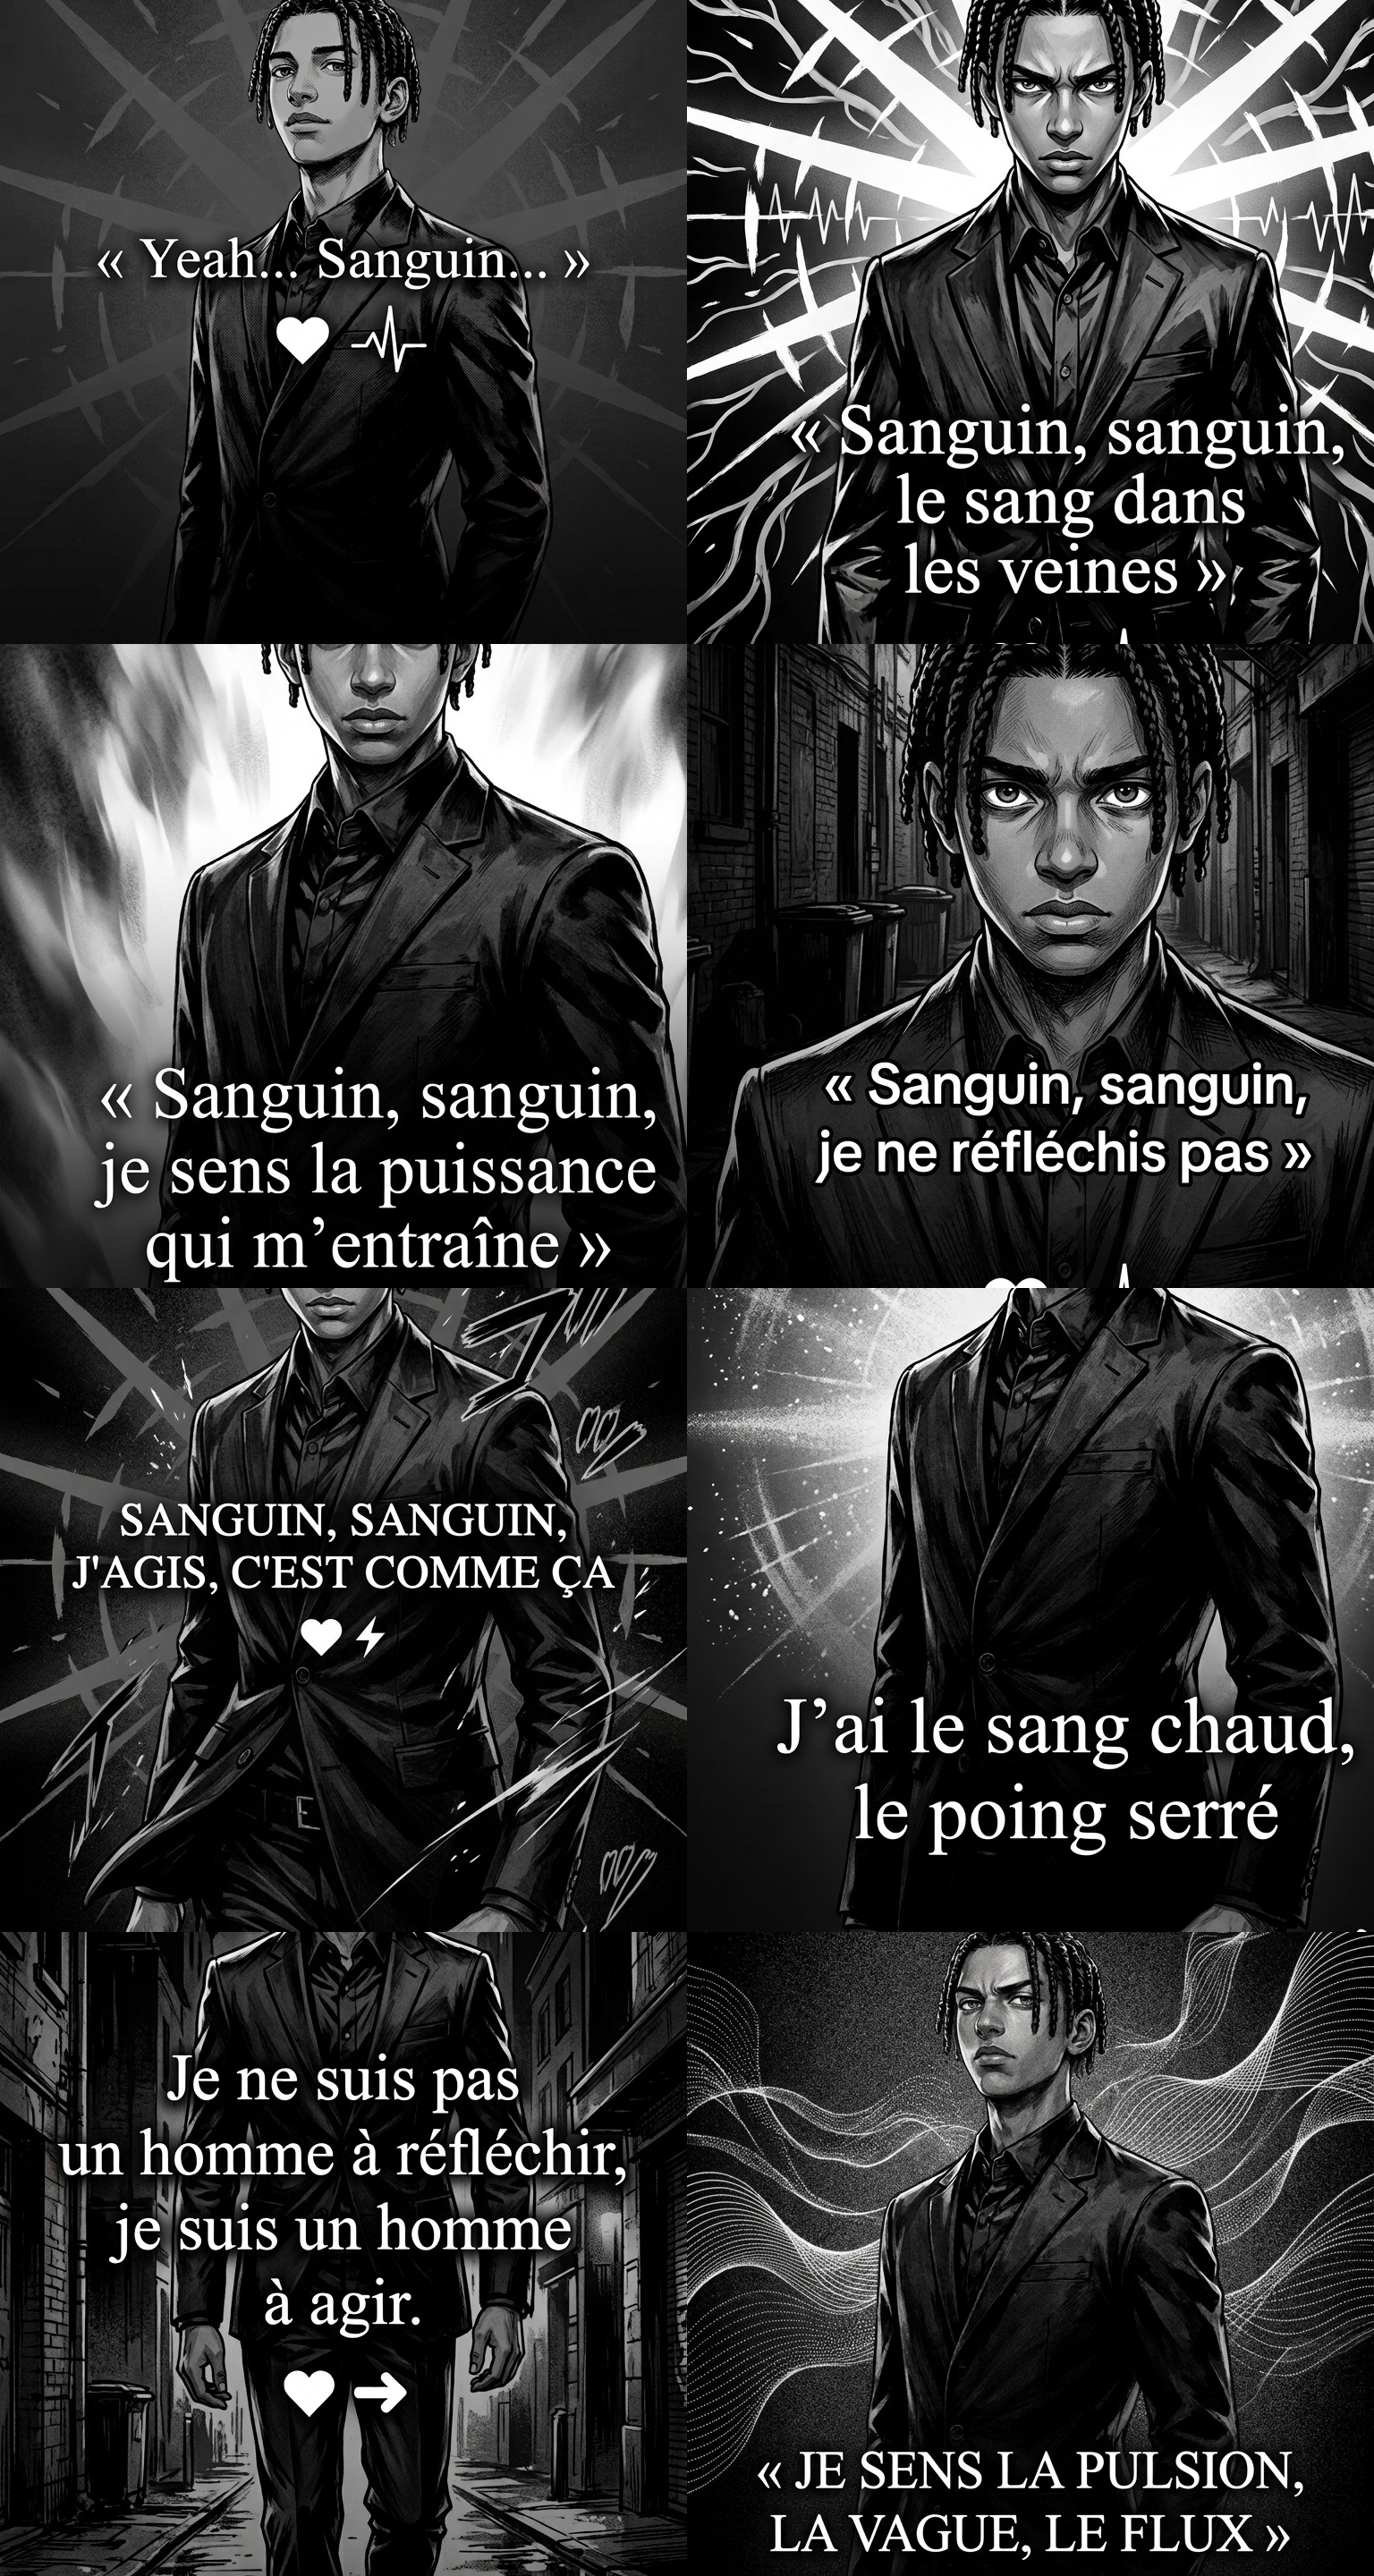 « Yeah... Sanguin... »
« Sanguin, sanguin,
le sang dans
les veines »
« Sanguin, sanguin,
je sens la puissance
qui m’entraîne »
« Sanguin, sanguin,
je ne réfléchis pas »
SANGUIN, SANGUIN,
J'AGIS, C'EST COMME ÇA
J’ai le sang chaud,
le poing serré
Je ne suis pas
un homme à réfléchir,
je suis un homme
à agir.
« JE SENS LA PULSION,
LA VAGUE, LE FLUX »